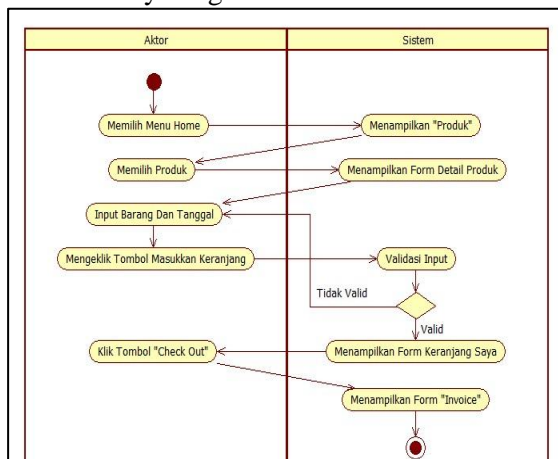 Aktor
Sistem
Memilih Menu Home
Menampilkan "Produk"
Memilih Produk
Menampilkan Form Detail Produk
Input Barang Dan Tanggal
Mengeklik Tombol Masukkan Keranjang
Validasi Input
Tidak Valid
Valid
Klik Tombol "Check Out"
Menampilkan Form Keranjang Saya
Menampilkan Form "Invoice"